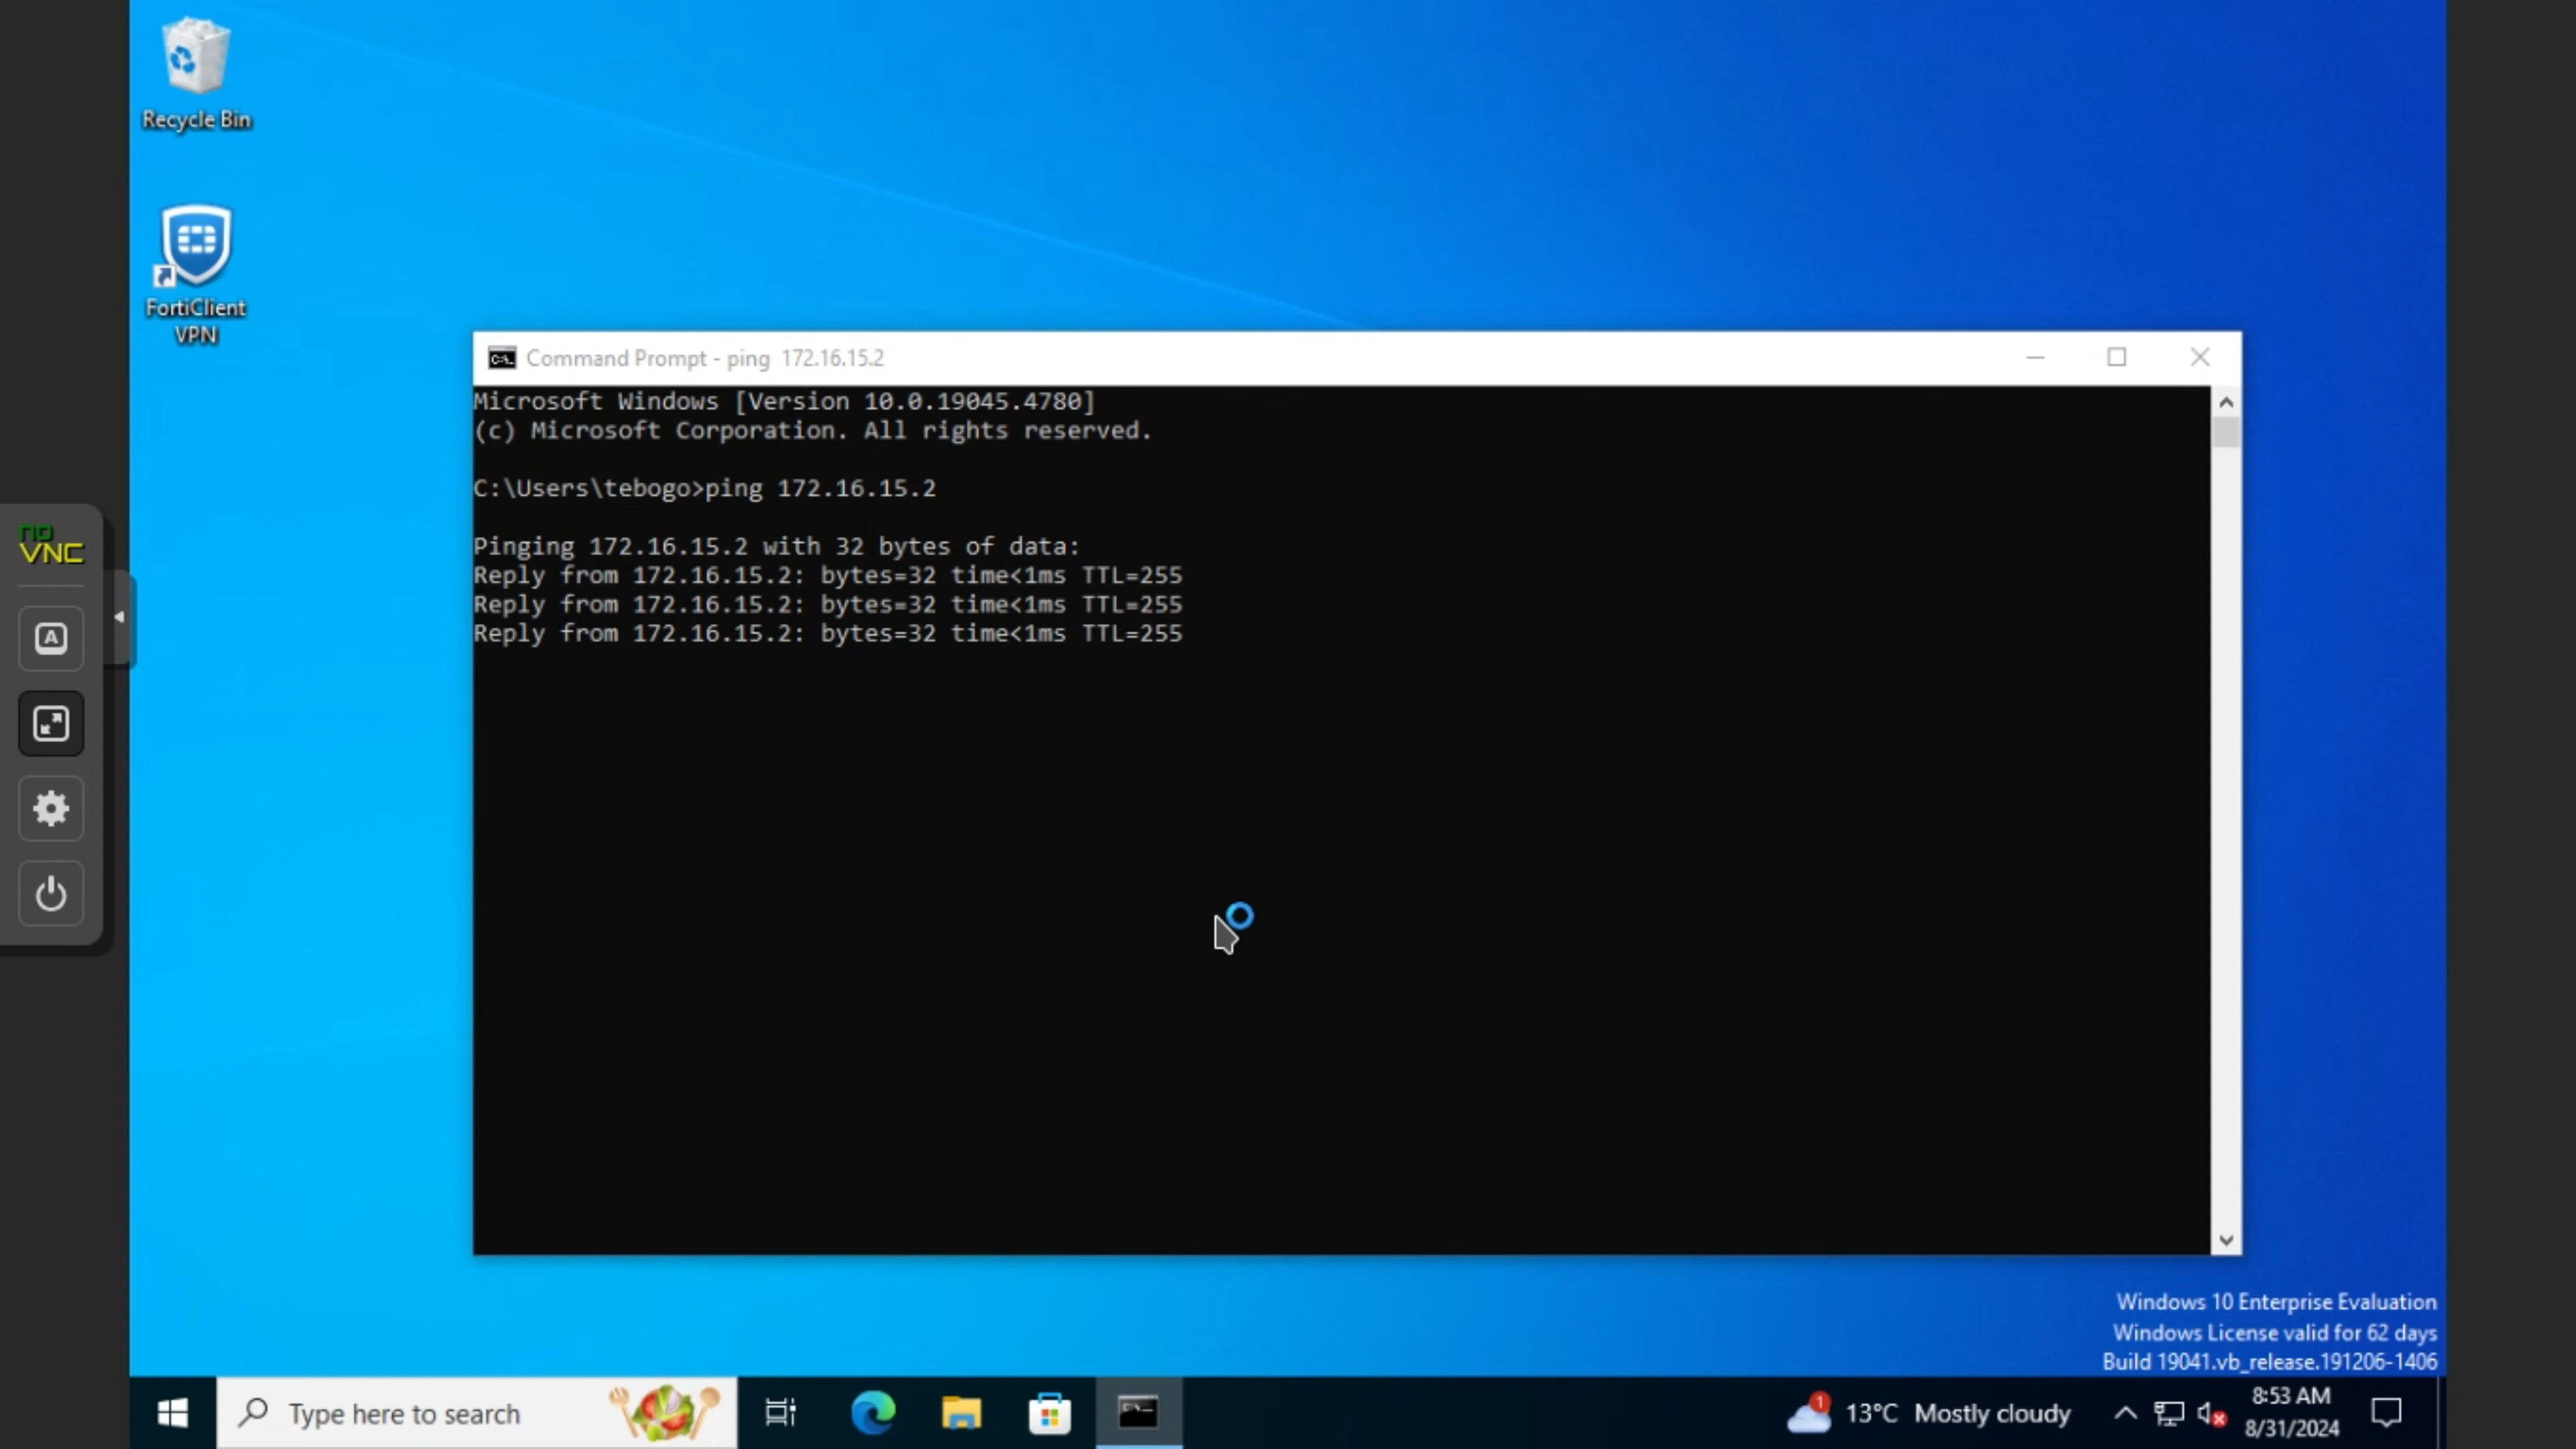 Recycle Bin
FortiClient
VPN
Command Prompt - ping  172.16.15.2
Microsoft Windows [Version 10.0.19045.4780]
(c) Microsoft Corporation. All rights reserved.
C:\Users\tebogo>ping 172.16.15.2
Pinging 172.16.15.2 with 32 bytes of data:
Reply from 172.16.15.2: bytes=32 time<1ms TTL=255
Reply from 172.16.15.2: bytes=32 time<1ms TTL=255
Reply from 172.16.15.2: bytes=32 time<1ms TTL=255
no
VNC
A
Windows 10 Enterprise Evaluation
Windows License valid for 62 days
Build 19041.vb_release.191206-1406
Type here to search
1
13°C Mostly cloudy
8:53 AM
8/31/2024